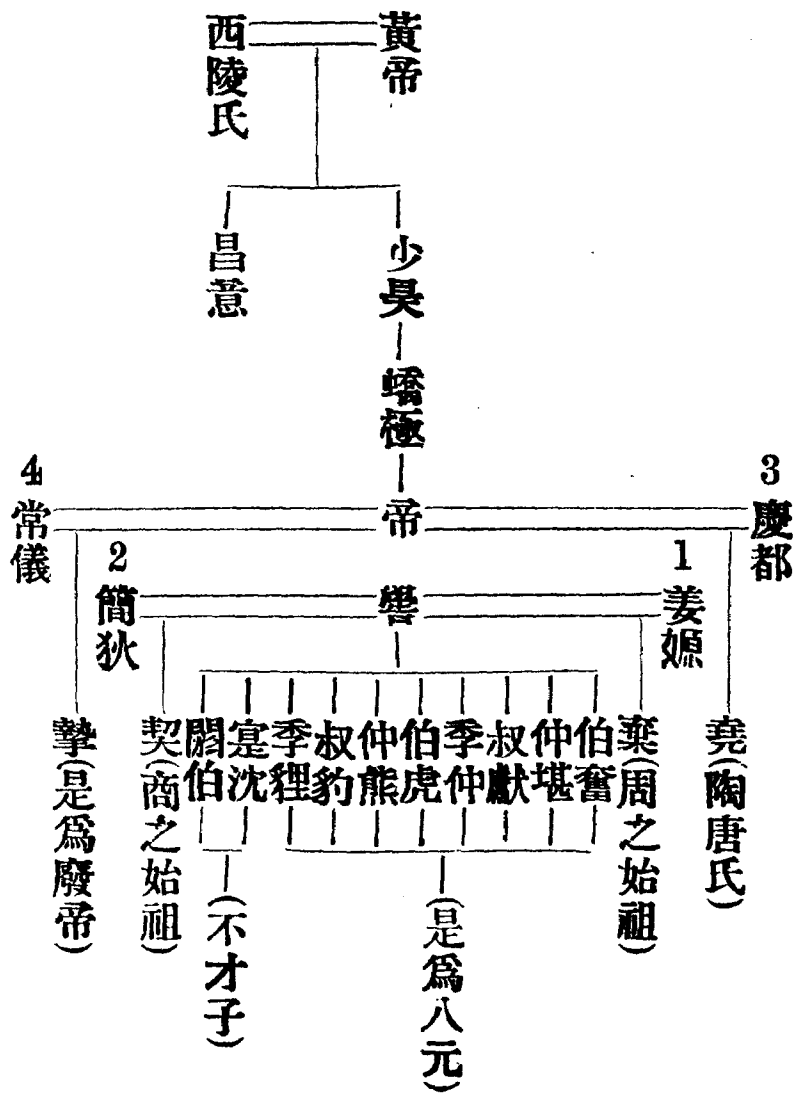 黃帝
西陵氏
少昊
昌意
蟜極
帝嚳
1
姜嫄
2
簡狄
3
慶都
4
常儀
堯(陶唐氏)
棄(周之始祖)
伯奮
仲堪
叔獻
季仲
伯虎
仲熊
叔豹
季貍
寔沈
閼伯
契(商之始祖)
摯(是爲廢帝)
(是爲八元)
(不才子)